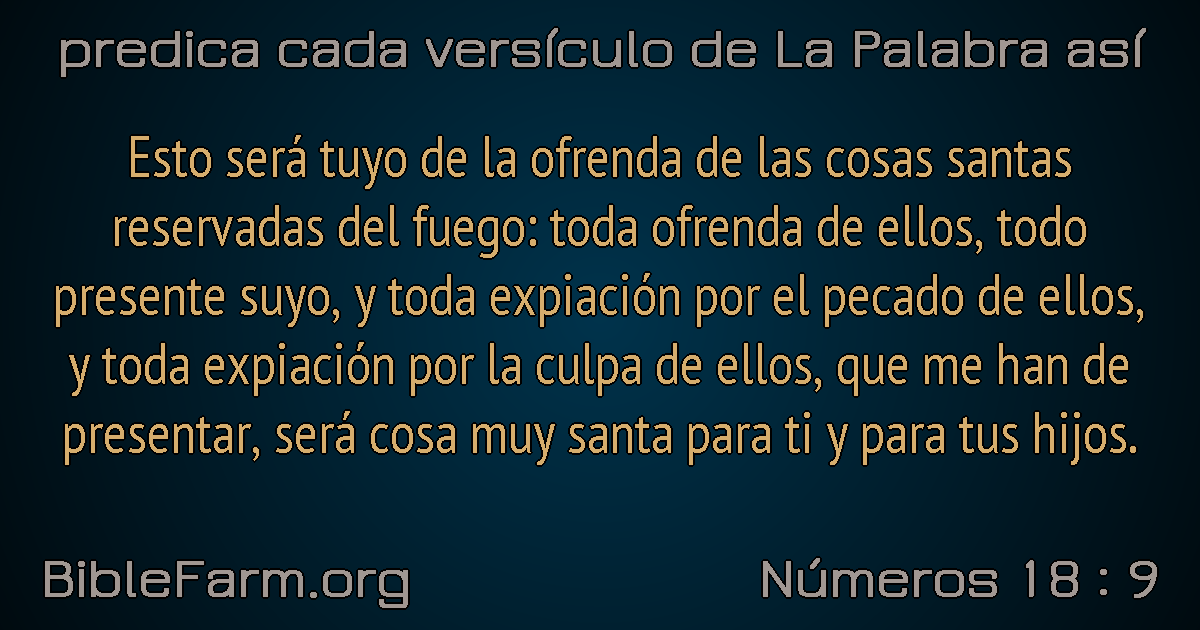 predica cada versículo de La Palabra así
Esto será tuyo de la ofrenda de las cosas santas
reservadas del fuego: toda ofrenda de ellos, todo
presente suyo, y toda expiación por el pecado de ellos,
y toda expiación por la culpa de ellos, que me han de
presentar, será cosa muy santa para ti y para tus hijos.
BibleFarm.org
Números 18 : 9